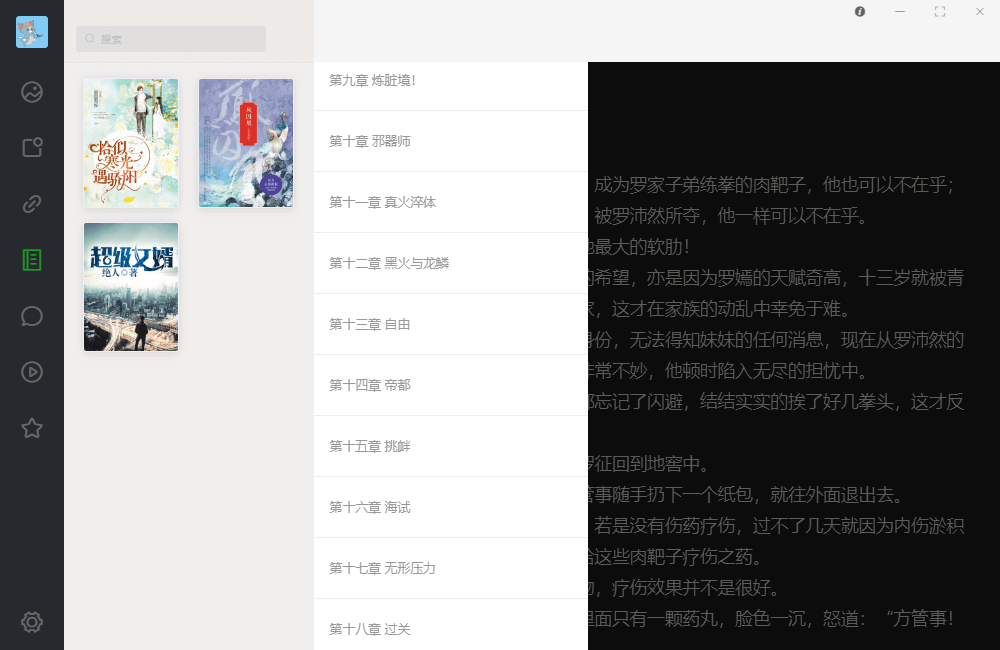 搜索
拾似
寒光
遇骄阳
凤囚凰
超级女婿
绝人 著
第九章 炼脏境！
第十章 邪器师
第十一章 真火淬体
第十二章 黑火与龙鳞
第十三章 自由
第十四章 帝都
第十五章 挑衅
第十六章 海试
第十七章 无形压力
第十八章 过关
成为罗家子弟练拳的肉靶子，他也可以不在乎；
被罗沛然所夺，他一样可以不在乎。
他最大的软肋！
的希望，亦是因为罗嫣的天赋奇高，十三岁就被青
家，这才在家族的动乱中幸免于难。
身份，无法得知妹妹的任何消息，现在从罗沛然的
非常不妙，他顿时陷入无尽的担忧中。
都忘记了闪避，结结实实的挨了好几拳头，这才反
罗征回到地窖中。
管事随手扔下一个纸包，就往外面退出去。
若是没有伤药疗伤，过不了几天就因为内伤淤积
给这些肉靶子疗伤之药。
物，疗伤效果并不是很好。
里面只有一颗药丸，脸色一沉，怒道：“方管事！